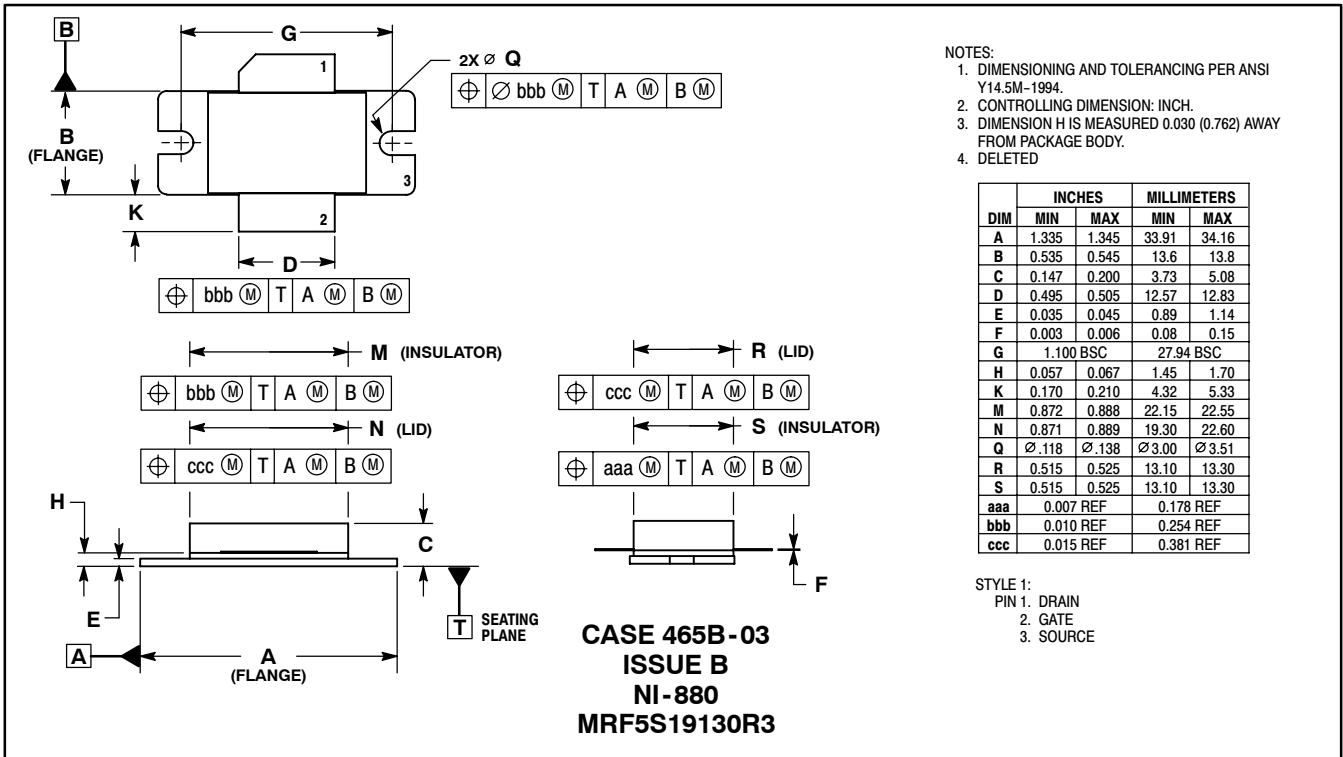 B
G
1
2X ⌀ Q
⌖ ⌀ bbb Ⓜ T A Ⓜ B Ⓜ
B
(FLANGE)
3
K
2
D
⌖ bbb Ⓜ T A Ⓜ B Ⓜ
M (INSULATOR)
⌖ bbb Ⓜ T A Ⓜ B Ⓜ
N (LID)
⌖ ccc Ⓜ T A Ⓜ B Ⓜ
R (LID)
⌖ ccc Ⓜ T A Ⓜ B Ⓜ
S (INSULATOR)
⌖ aaa Ⓜ T A Ⓜ B Ⓜ
H
C
E
F
T SEATING
PLANE
A
A
(FLANGE)
CASE 465B-03
ISSUE B
NI-880
MRF5S19130R3
NOTES:
1. DIMENSIONING AND TOLERANCING PER ANSI
Y14.5M-1994.
2. CONTROLLING DIMENSION: INCH.
3. DIMENSION H IS MEASURED 0.030 (0.762) AWAY
FROM PACKAGE BODY.
4. DELETED
INCHES MILLIMETERS
DIM MIN MAX MIN MAX
A 1.335 1.345 33.91 34.16
B 0.535 0.545 13.6 13.8
C 0.147 0.200 3.73 5.08
D 0.495 0.505 12.57 12.83
E 0.035 0.045 0.89 1.14
F 0.003 0.006 0.08 0.15
G 1.100 BSC 27.94 BSC
H 0.057 0.067 1.45 1.70
K 0.170 0.210 4.32 5.33
M 0.872 0.888 22.15 22.55
N 0.871 0.889 19.30 22.60
Q ⌀.118 ⌀.138 ⌀3.00 ⌀3.51
R 0.515 0.525 13.10 13.30
S 0.515 0.525 13.10 13.30
aaa 0.007 REF 0.178 REF
bbb 0.010 REF 0.254 REF
ccc 0.015 REF 0.381 REF
STYLE 1:
PIN 1. DRAIN
2. GATE
3. SOURCE